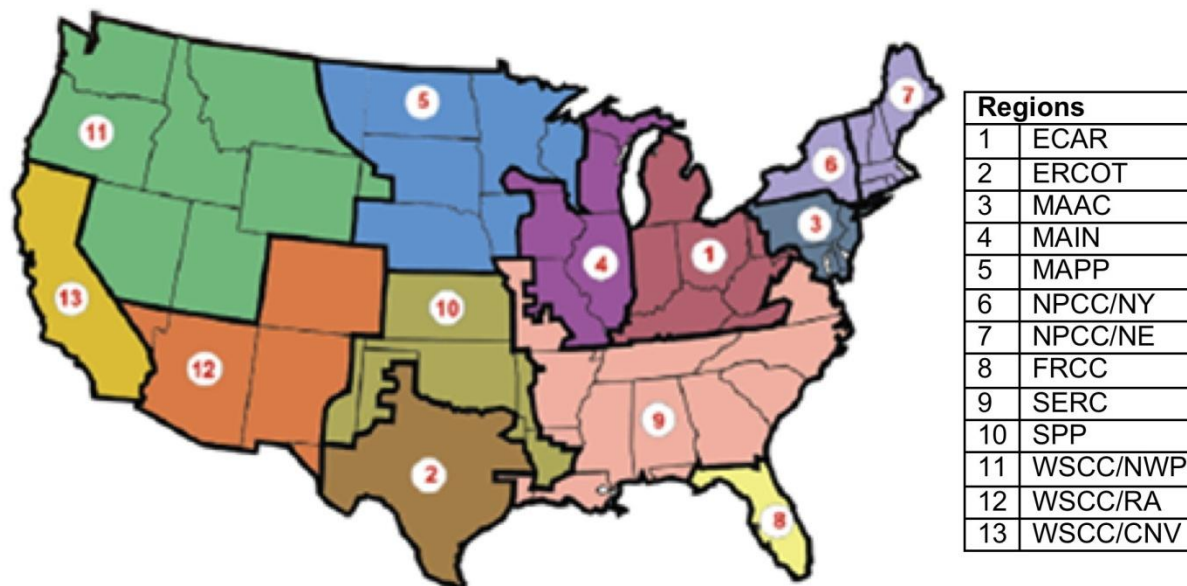 7
5
11
6
3
1
4
13
10
12
9
2
8
Regions
1 ECAR
2 ERCOT
3 MAAC
4 MAIN
5 MAPP
6 NPCC/NY
7 NPCC/NE
8 FRCC
9 SERC
10 SPP
11 WSCC/NWP
12 WSCC/RA
13 WSCC/CNV